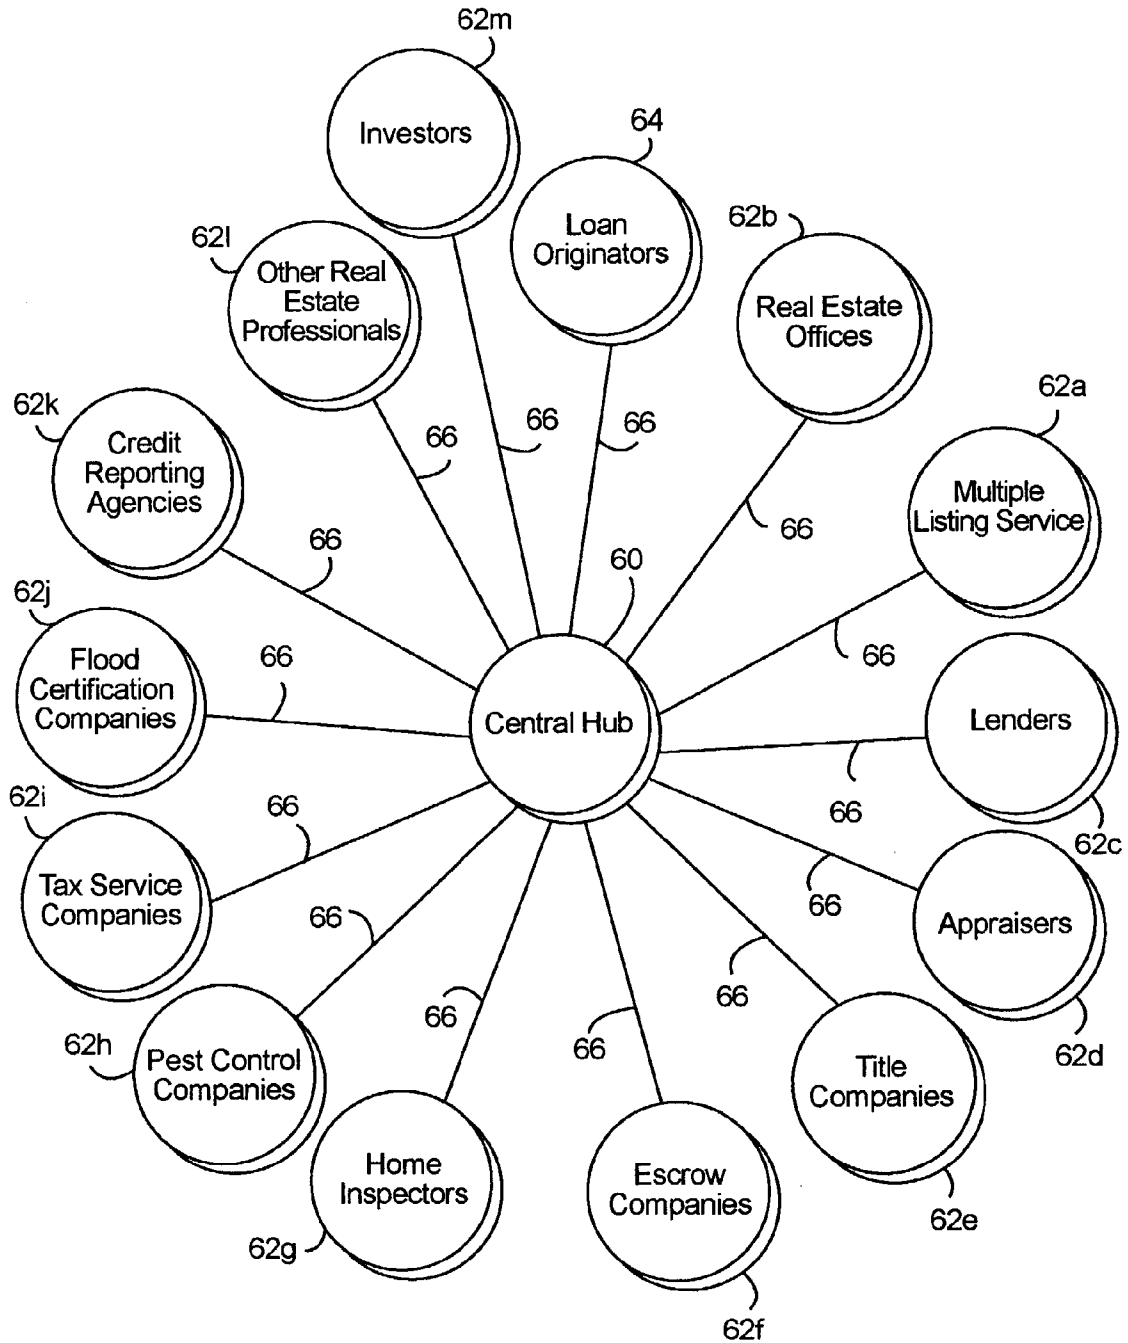 62m
Investors
64
Loan
Originators
62b
Real Estate
Offices
62l
Other Real
Estate
Professionals
62a
Multiple
Listing Service
62k
Credit
Reporting
Agencies
66
66
66
66
66
66
60
Central Hub
62j
Flood
Certification
Companies
66
Lenders
66
62c
62i
Tax Service
Companies
66
Appraisers
66
62d
66
62h
Pest Control
Companies
66
Title
Companies
62e
66
Home
Inspectors
62g
66
Escrow
Companies
62f